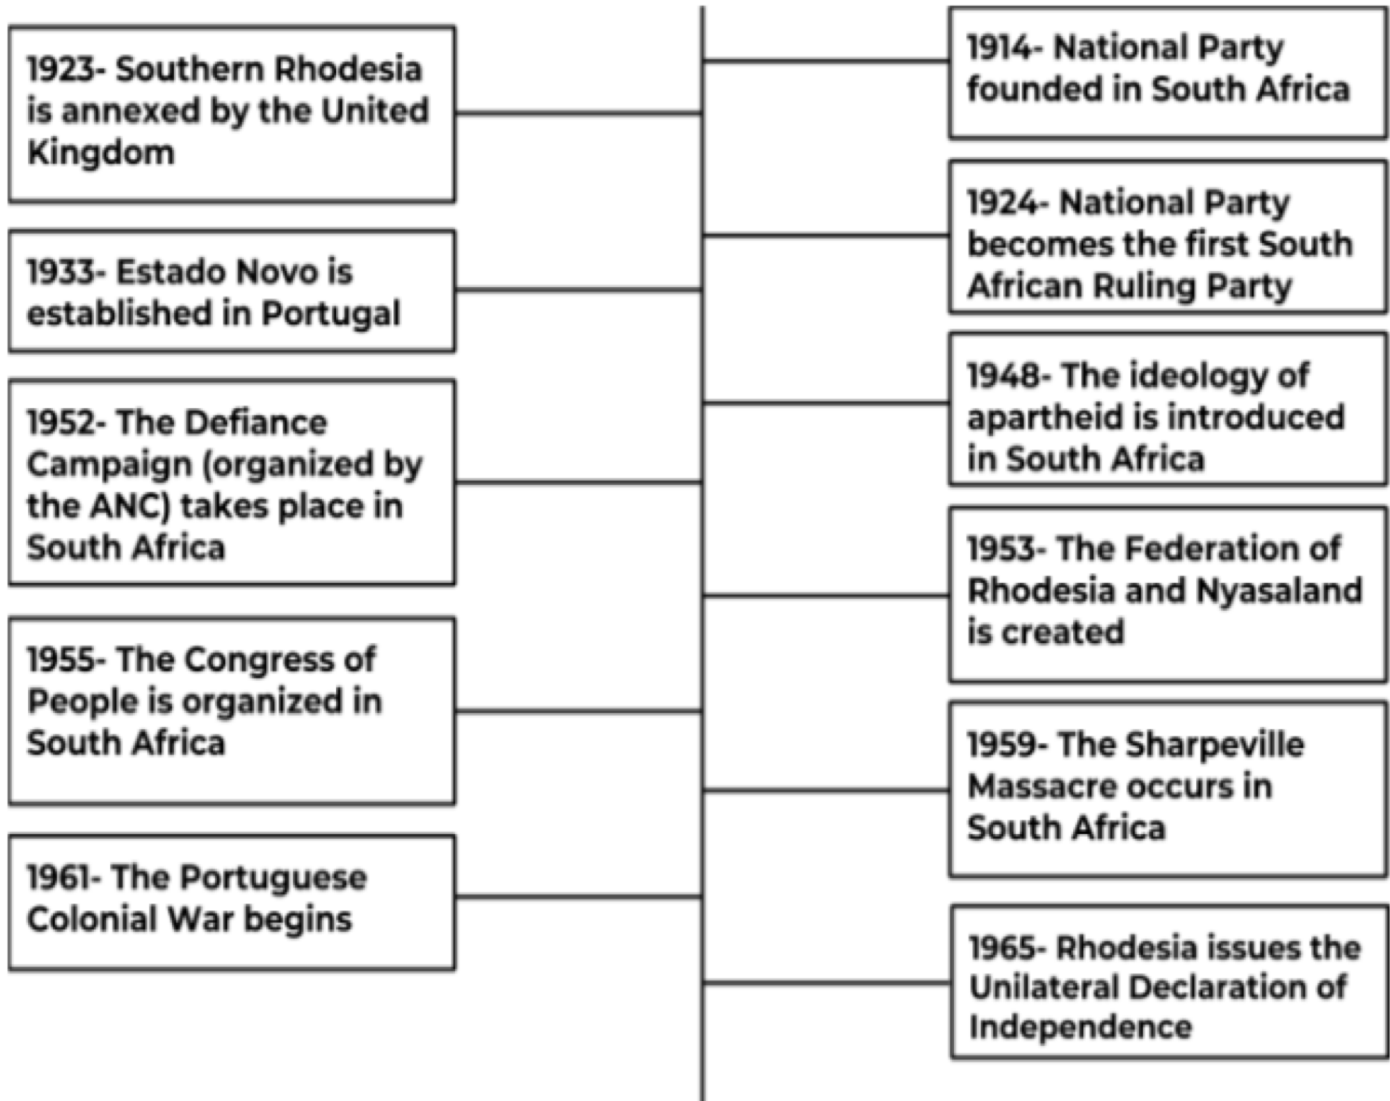 1914- National Party
founded in South Africa
1923- Southern Rhodesia
is annexed by the United
Kingdom
1924- National Party
becomes the first South
African Ruling Party
1933- Estado Novo is
established in Portugal
1948- The ideology of
apartheid is introduced
in South Africa
1952- The Defiance
Campaign (organized by
the ANC) takes place in
South Africa
1953- The Federation of
Rhodesia and Nyasaland
is created
1955- The Congress of
People is organized in
South Africa
1959- The Sharpeville
Massacre occurs in
South Africa
1961- The Portuguese
Colonial War begins
1965- Rhodesia issues the
Unilateral Declaration of
Independence